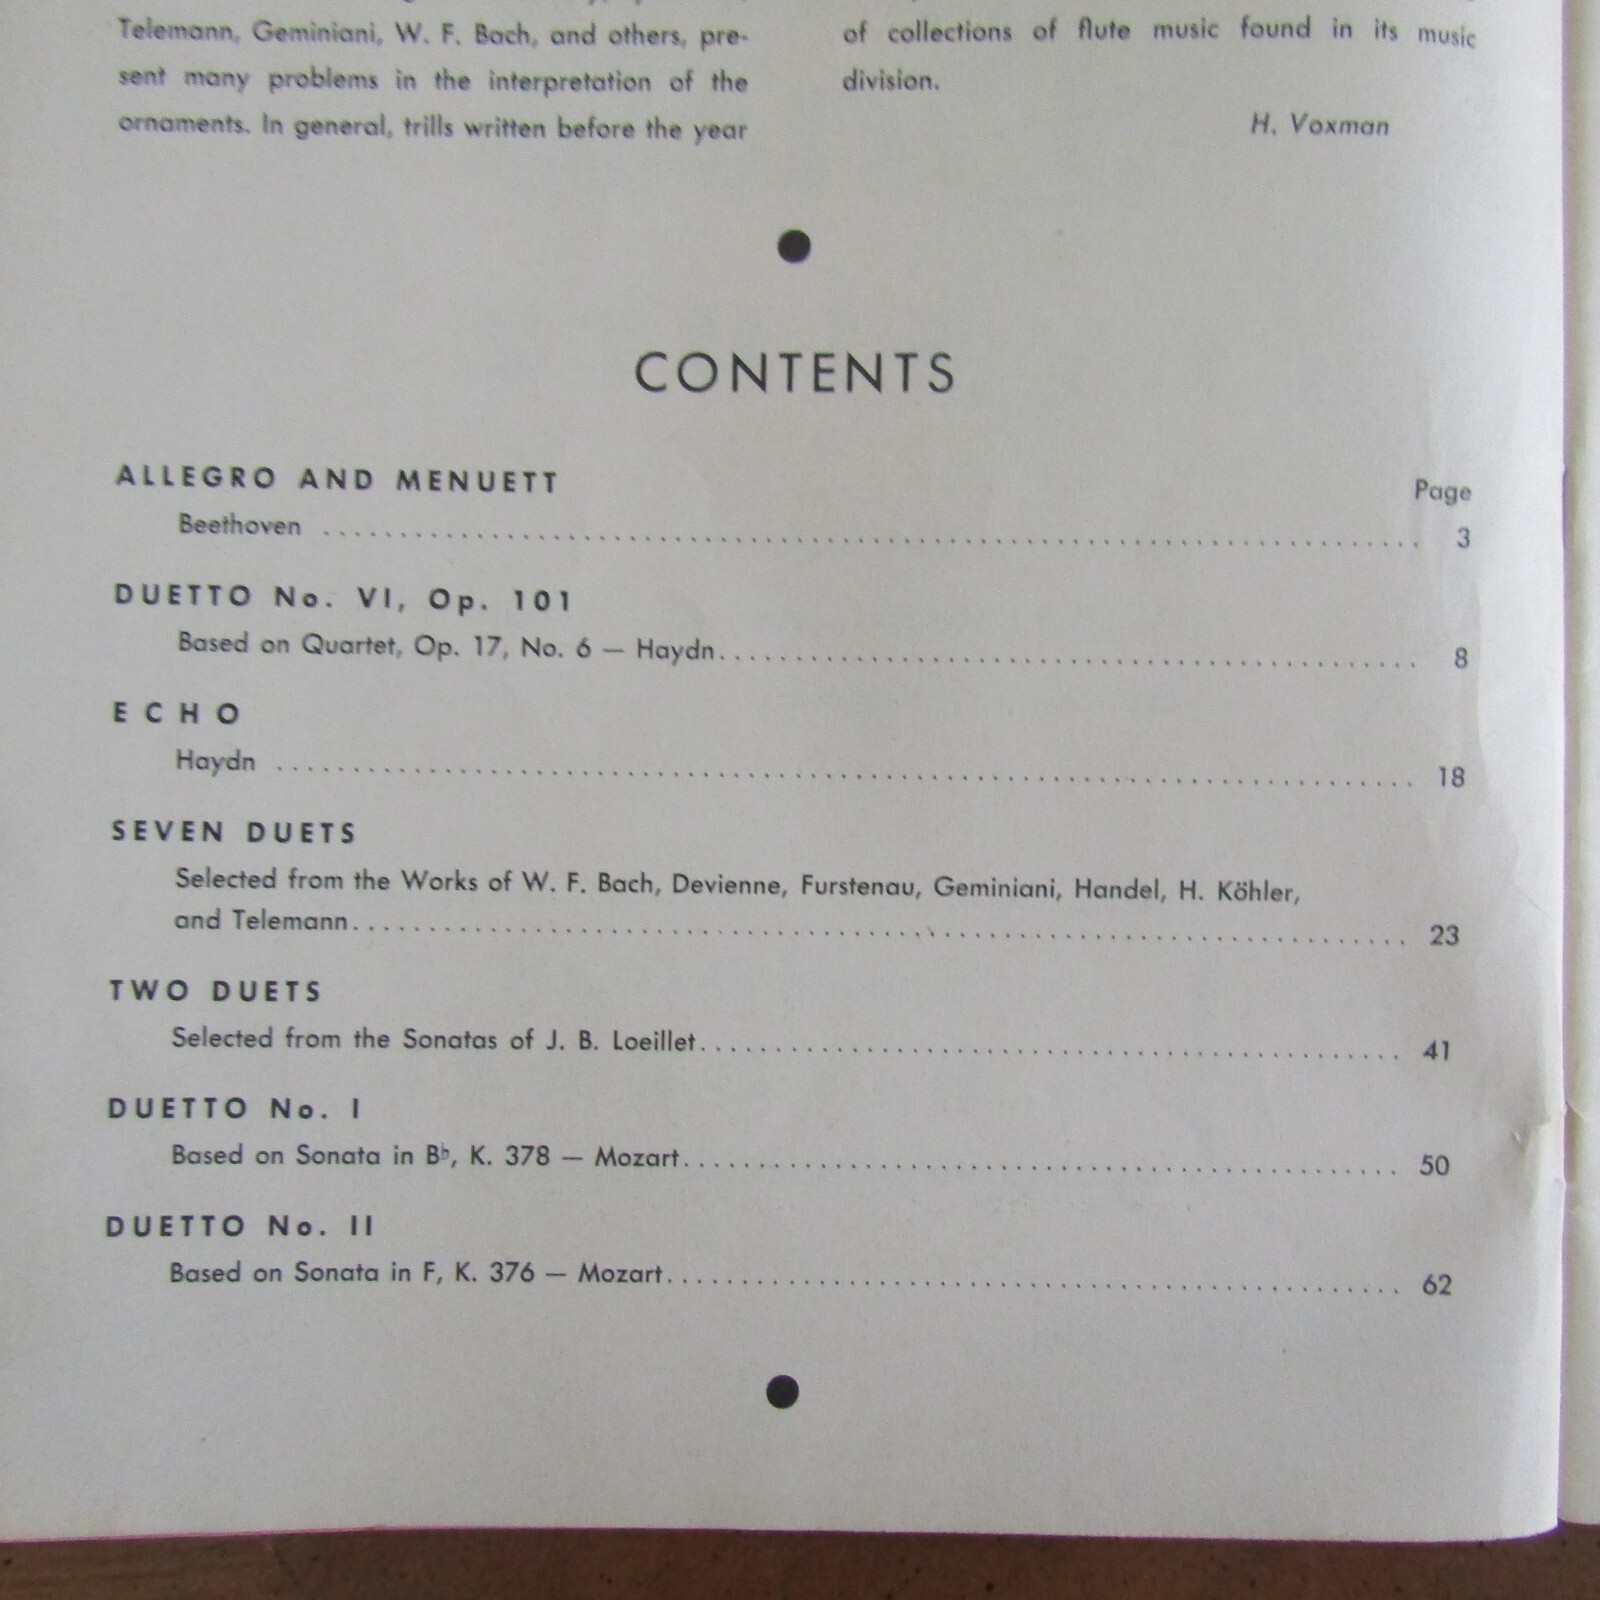 Telemann, Geminiani, W. F. Bach, and others, pre-
sent many problems in the interpretation of the
ornaments. In general, trills written before the year
of collections of flute music found in its music
division.
H. Voxman
CONTENTS
ALLEGRO AND MENUETT
Page
Beethoven ........................................ 3
DUETTO No. VI, Op. 101
Based on Quartet, Op. 17, No. 6 — Haydn........................................ 8
ECHO
Haydn ........................................ 18
SEVEN DUETS
Selected from the Works of W. F. Bach, Devienne, Furstenau, Geminiani, Handel, H. Köhler,
and Telemann........................................ 23
TWO DUETS
Selected from the Sonatas of J. B. Loeillet........................................ 41
DUETTO No. I
Based on Sonata in B♭, K. 378 — Mozart........................................ 50
DUETTO No. II
Based on Sonata in F, K. 376 — Mozart........................................ 62